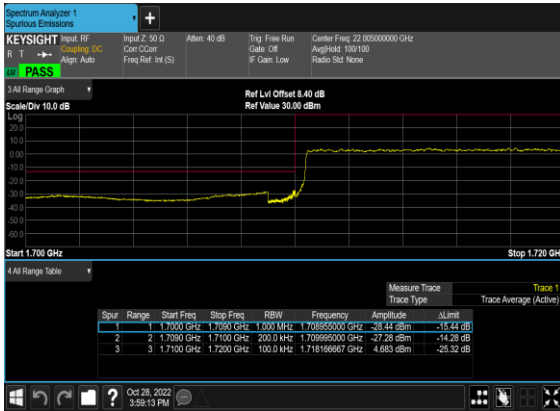 Spectrum Analyzer 1
Spurious Emissions
+
KEYSIGHT Input: RF Input Z: 50 Ω Atten: 40 dB Trig: Free Run Center Freq: 22.005000000 GHz
R T Coupling: DC Corr CCorr Gate: Off Avg|Hold: 100/100
Align: Auto Freq Ref: Int (S) IF Gain: Low Radio Std: None
LXI PASS
3 All Range Graph
Ref Lvl Offset 8.40 dB
Scale/Div 10.0 dB Ref Value 30.00 dBm
Log
20.0
10.0
0.00
-10.0
-20.0
-30.0
-40.0
-50.0
-60.0
Start 1.700 GHz Stop 1.720 GH
4 All Range Table
Measure Trace Trace 1
Trace Type Trace Average (Active)
Spur Range Start Freq Stop Freq RBW Frequency Amplitude ΔLimit
1 1 1.7000 GHz 1.7090 GHz 1.000 MHz 1.708955000 GHz -28.44 dBm -15.44 dB
2 2 1.7090 GHz 1.7100 GHz 200.0 kHz 1.709995000 GHz -27.28 dBm -14.28 dB
3 3 1.7100 GHz 1.7200 GHz 100.0 kHz 1.718166667 GHz 4.683 dBm -25.32 dB
? Oct 28, 2022
3:59:13 PM